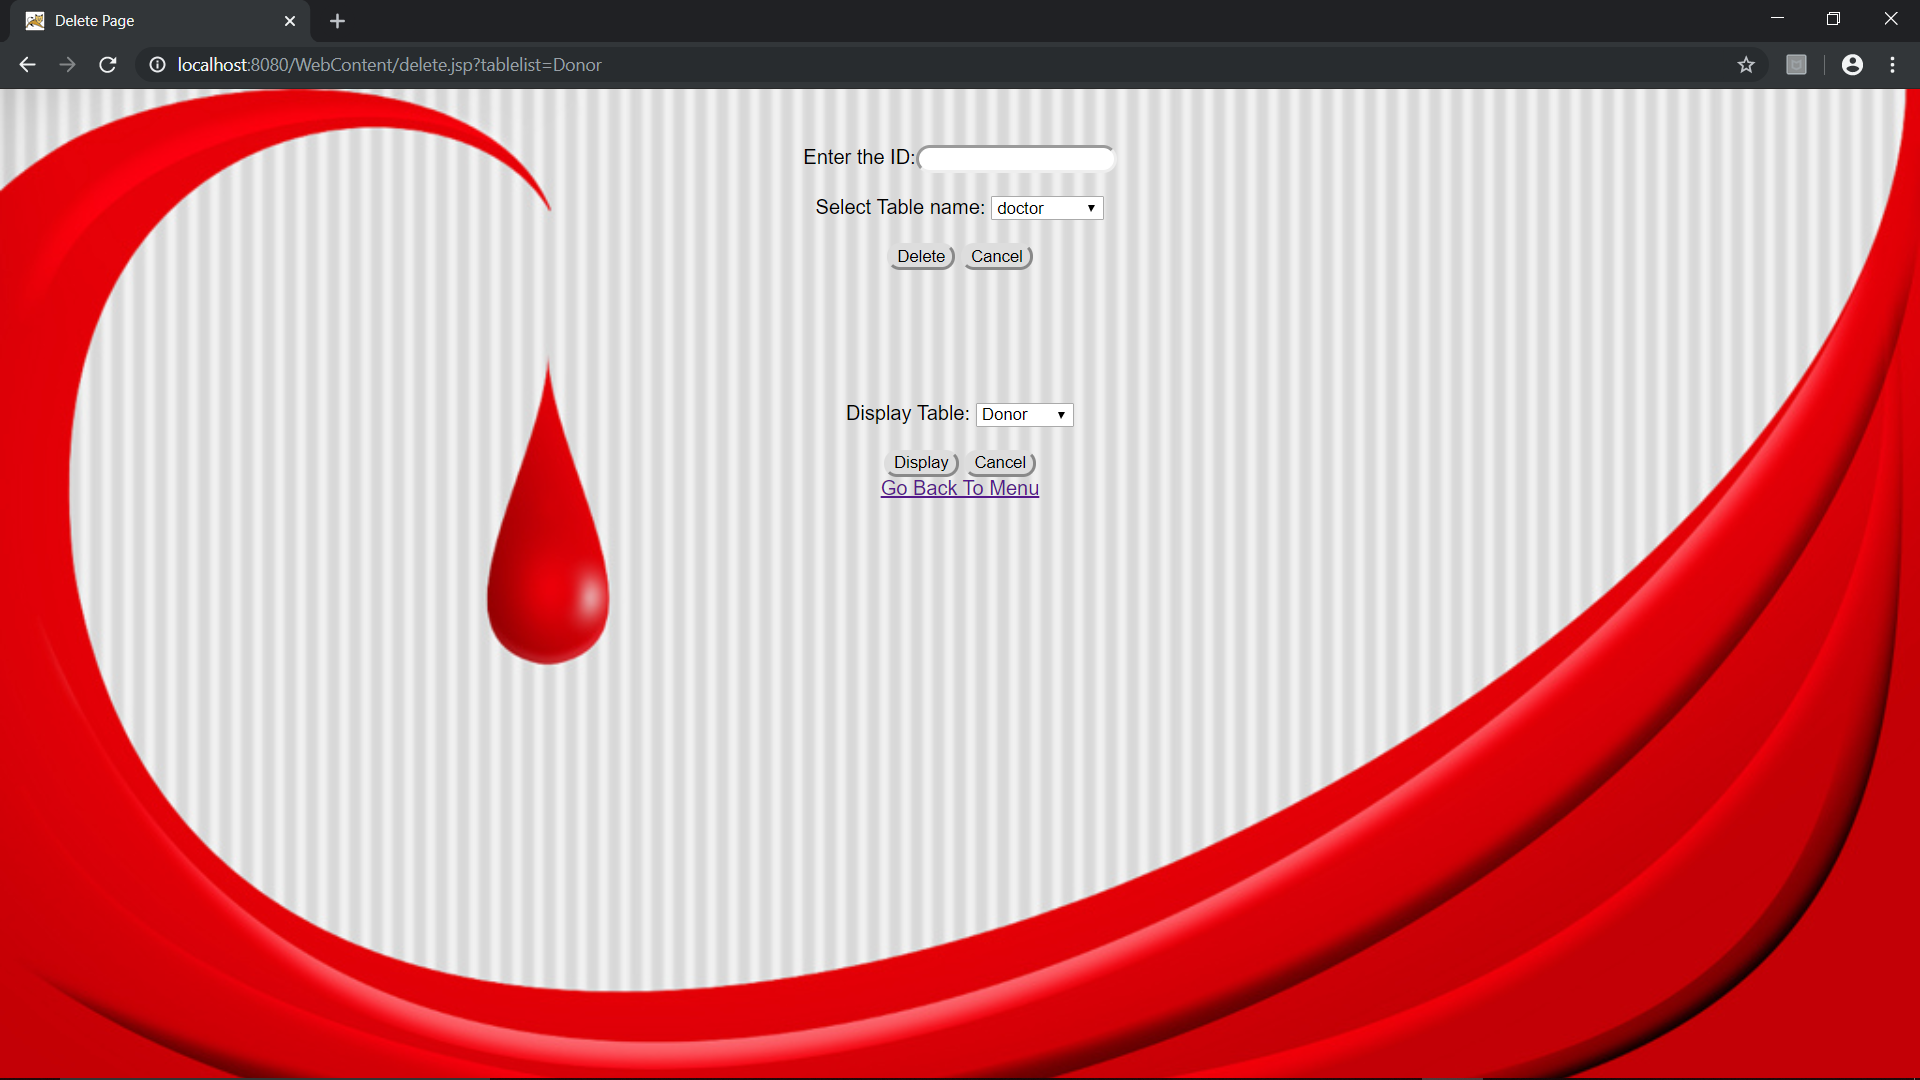 Delete Page
localhost:8080/WebContent/delete.jsp?tablelist=Donor
Enter the ID:
Select Table name: doctor
Delete Cancel
Display Table: Donor
Display Cancel
Go Back To Menu